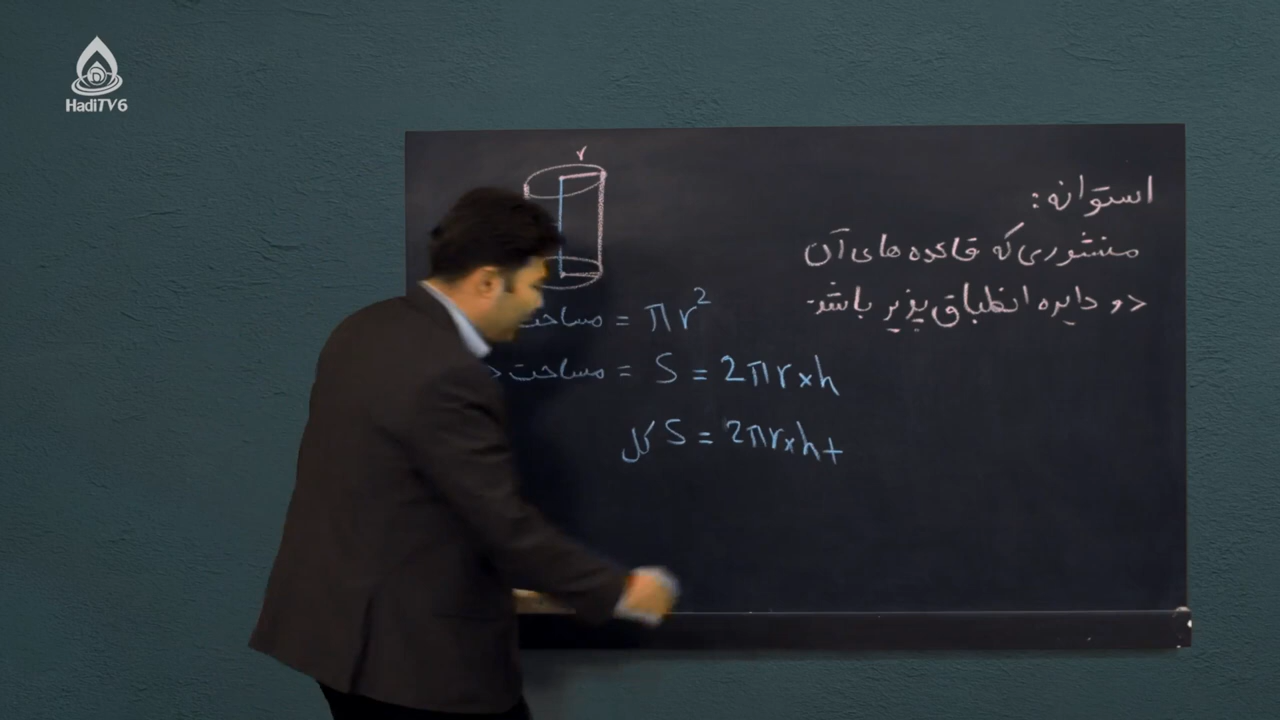 HadiTV6
r
استوانه:
منشوری که قاعده های آن
دو دایره انطباق پذیر باشد.
مساحت = πr²
مساحت = S = 2πr×h
کل S = 2πr×h+